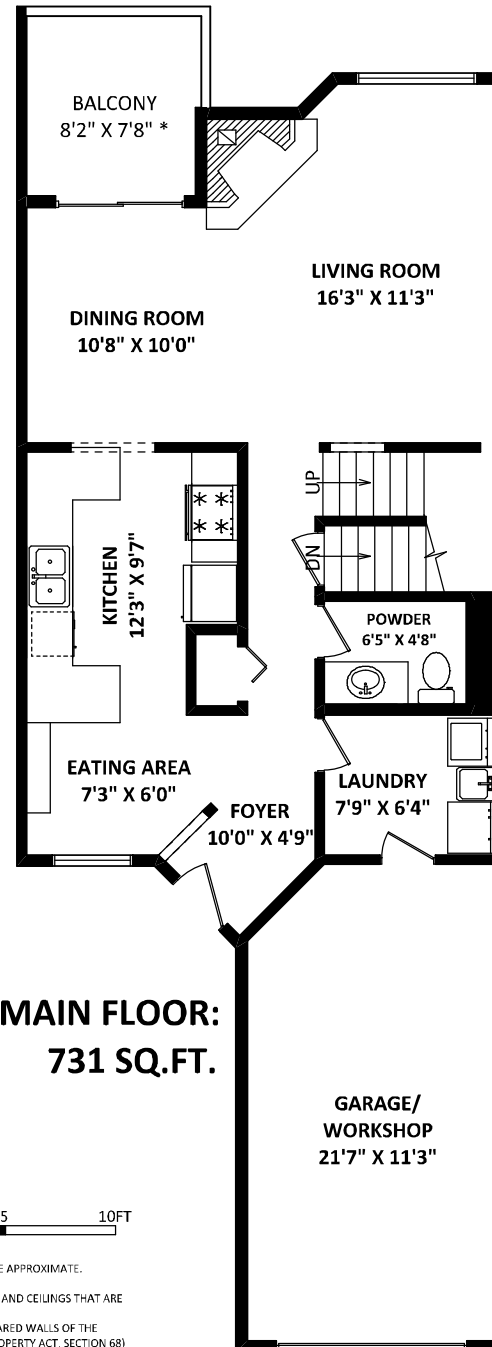 BALCONY
8'2" X 7'8" *
LIVING ROOM
16'3" X 11'3"
DINING ROOM
10'8" X 10'0"
UP
KITCHEN
12'3" X 9'7"
DN
POWDER
6'5" X 4'8"
EATING AREA
7'3" X 6'0"
LAUNDRY
7'9" X 6'4"
FOYER
10'0" X 4'9"
MAIN FLOOR:
731 SQ.FT.
GARAGE/
WORKSHOP
21'7" X 11'3"
5 10FT
E APPROXIMATE.
AND CEILINGS THAT ARE
ARED WALLS OF THE
OPERTY ACT, SECTION 68)